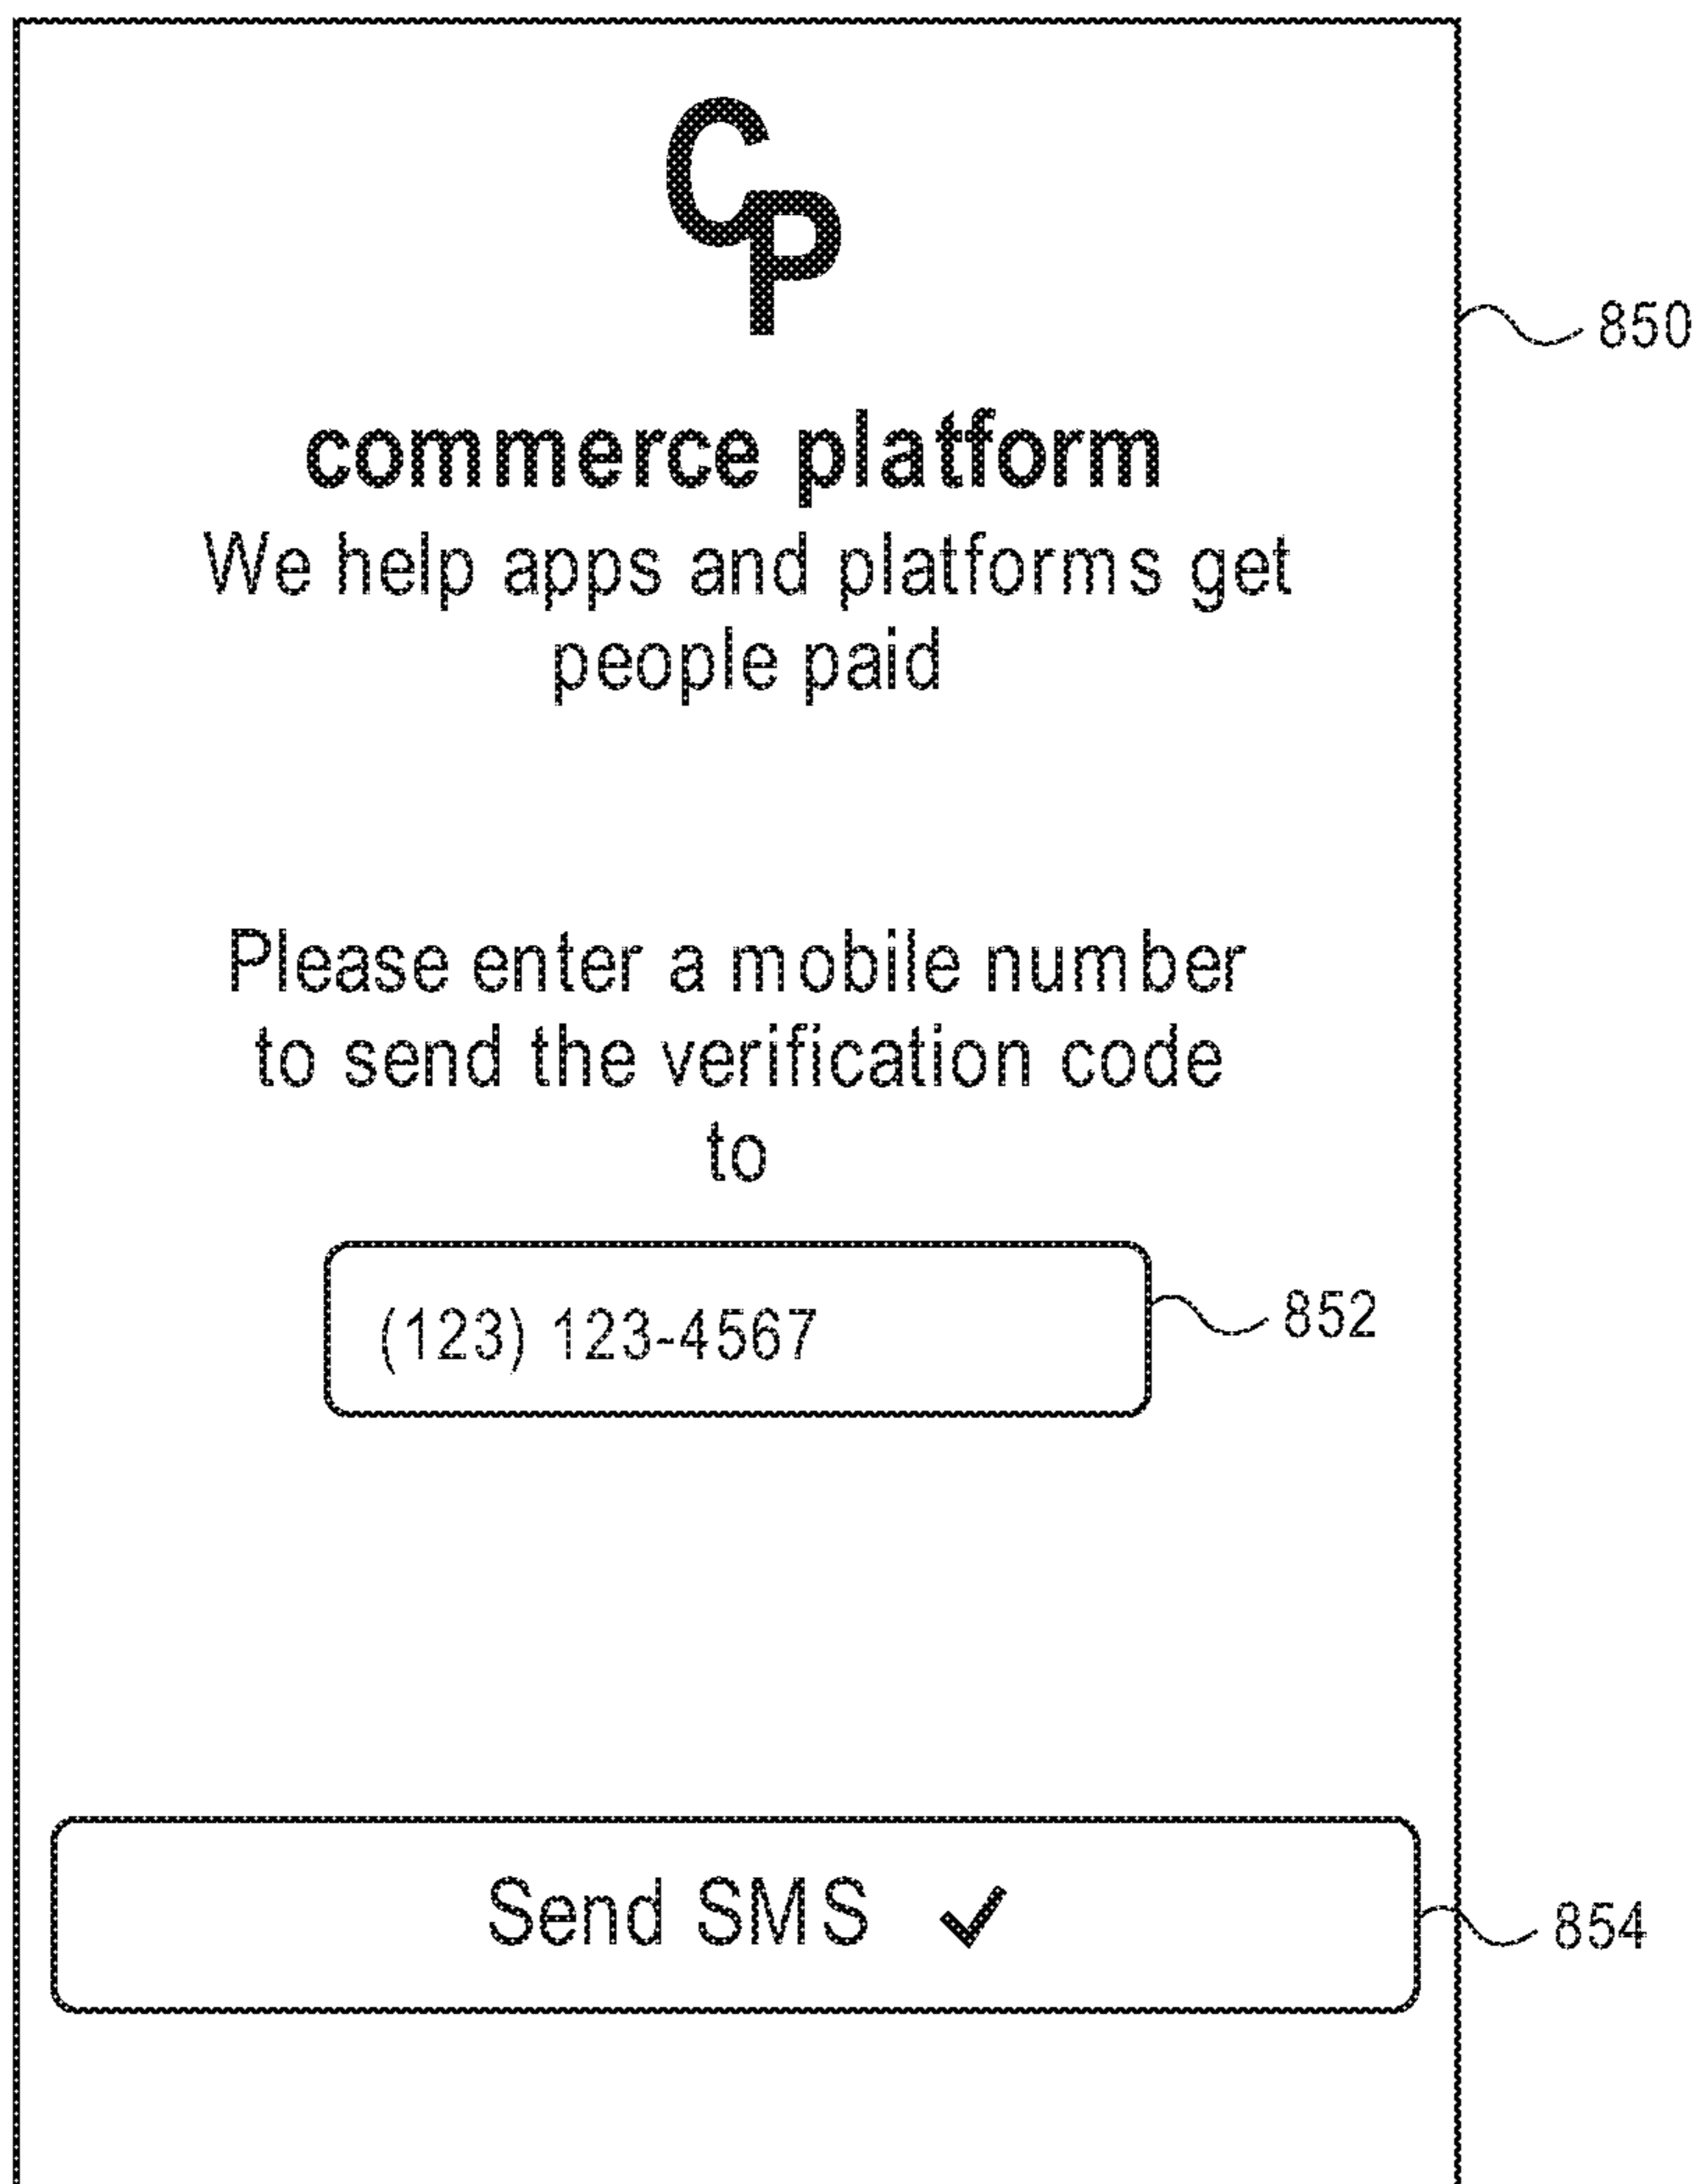 CP
850
commerce platform
We help apps and platforms get
people paid
Please enter a mobile number
to send the verification code
to
(123) 123-4567
852
Send SMS ✓
854